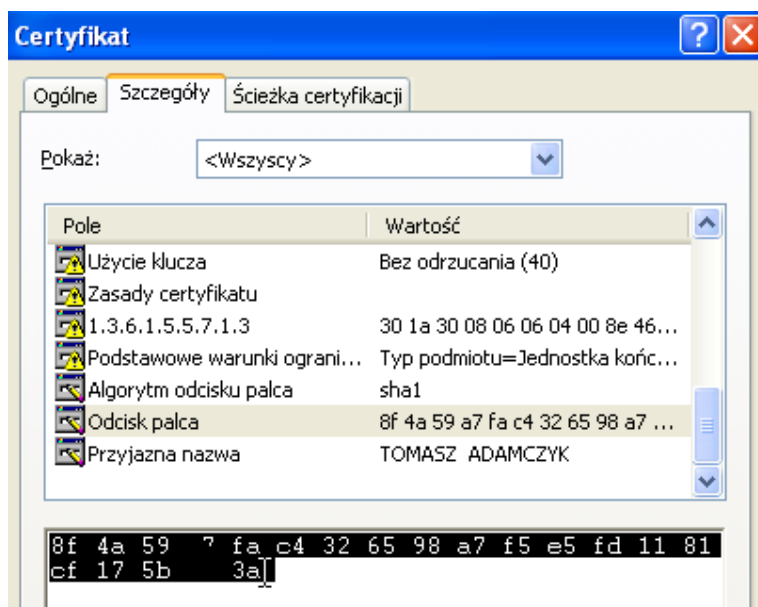 Certyfikat
Ogólne Szczegóły Ścieżka certyfikacji
Pokaż: <Wszyscy>
Pole Wartość
Użycie klucza Bez odrzucania (40)
Zasady certyfikatu
1.3.6.1.5.5.7.1.3 30 1a 30 08 06 06 04 00 8e 46...
Podstawowe warunki ograni... Typ podmiotu=Jednostka końc...
Algorytm odcisku palca sha1
Odcisk palca 8f 4a 59 a7 fa c4 32 65 98 a7 ...
Przyjazna nazwa TOMASZ ADAMCZYK
8f 4a 59 7 fa c4 32 65 98 a7 f5 e5 fd 11 81
cf 17 5b 3a